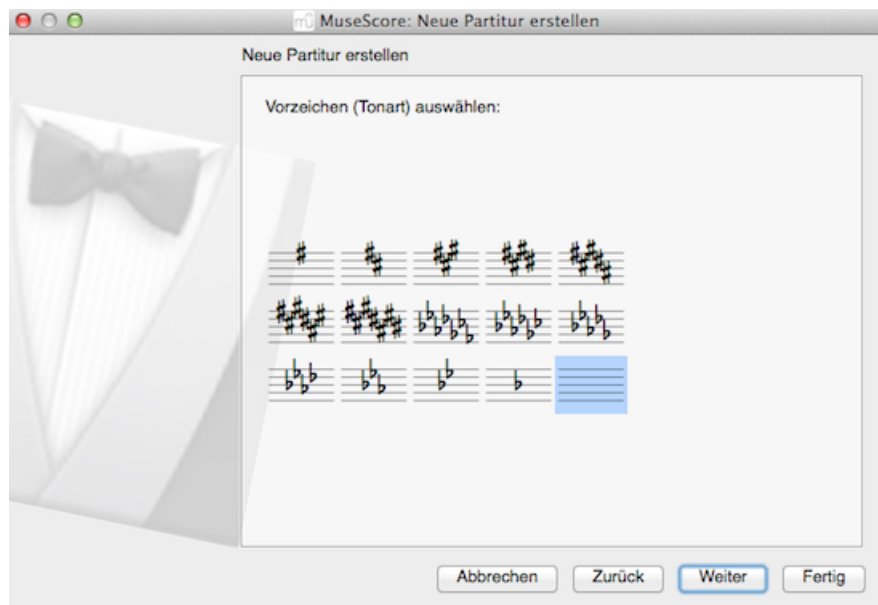 MuseScore: Neue Partitur erstellen
Neue Partitur erstellen
Vorzeichen (Tonart) auswählen:
Abbrechen Zurück Weiter Fertig